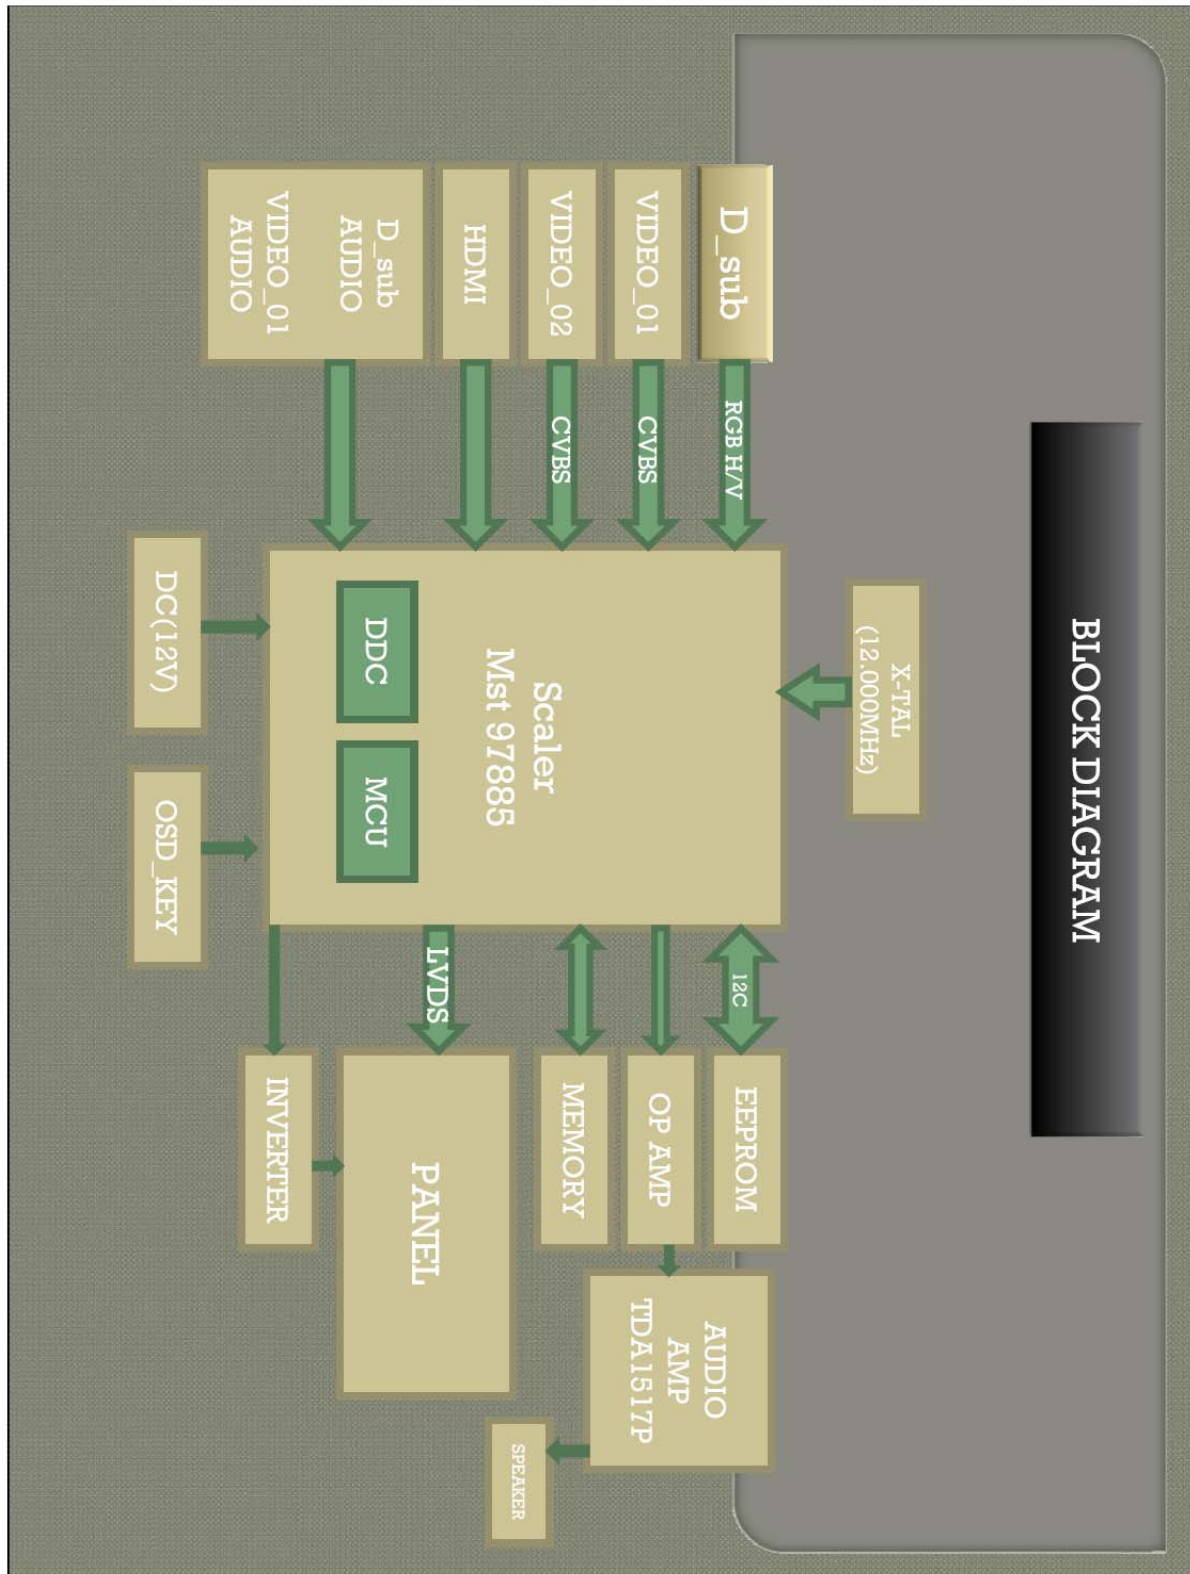 BLOCK DIAGRAM
X-TAL
(12.000MHz)
D_sub
RGB H/V
VIDEO_01
CVBS
VIDEO_02
CVBS
HDMI
D_sub
AUDIO
VIDEO_01
AUDIO
Scaler
Mst 97885
DDC
MCU
DC(12V)
OSD_KEY
12C
EEPROM
OP AMP
MEMORY
AUDIO
AMP
TDA1517P
SPEAKER
LVDS
PANEL
INVERTER